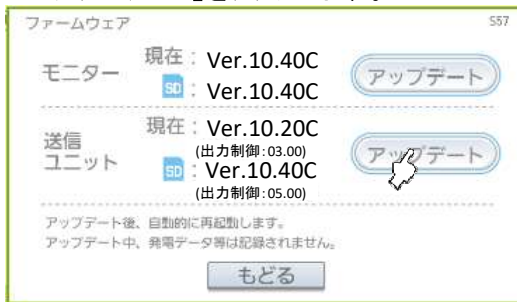 ファームウェア S57
モニター 現在： Ver.10.40C
SD ： Ver.10.40C
アップデート
送信
ユニット
現在： Ver.10.20C
(出力制御：03.00)
SD ： Ver.10.40C
(出力制御：05.00)
アップデート
アップデート後、自動的に再起動します。
アップデート中、発電データ等は記録されません。
もどる